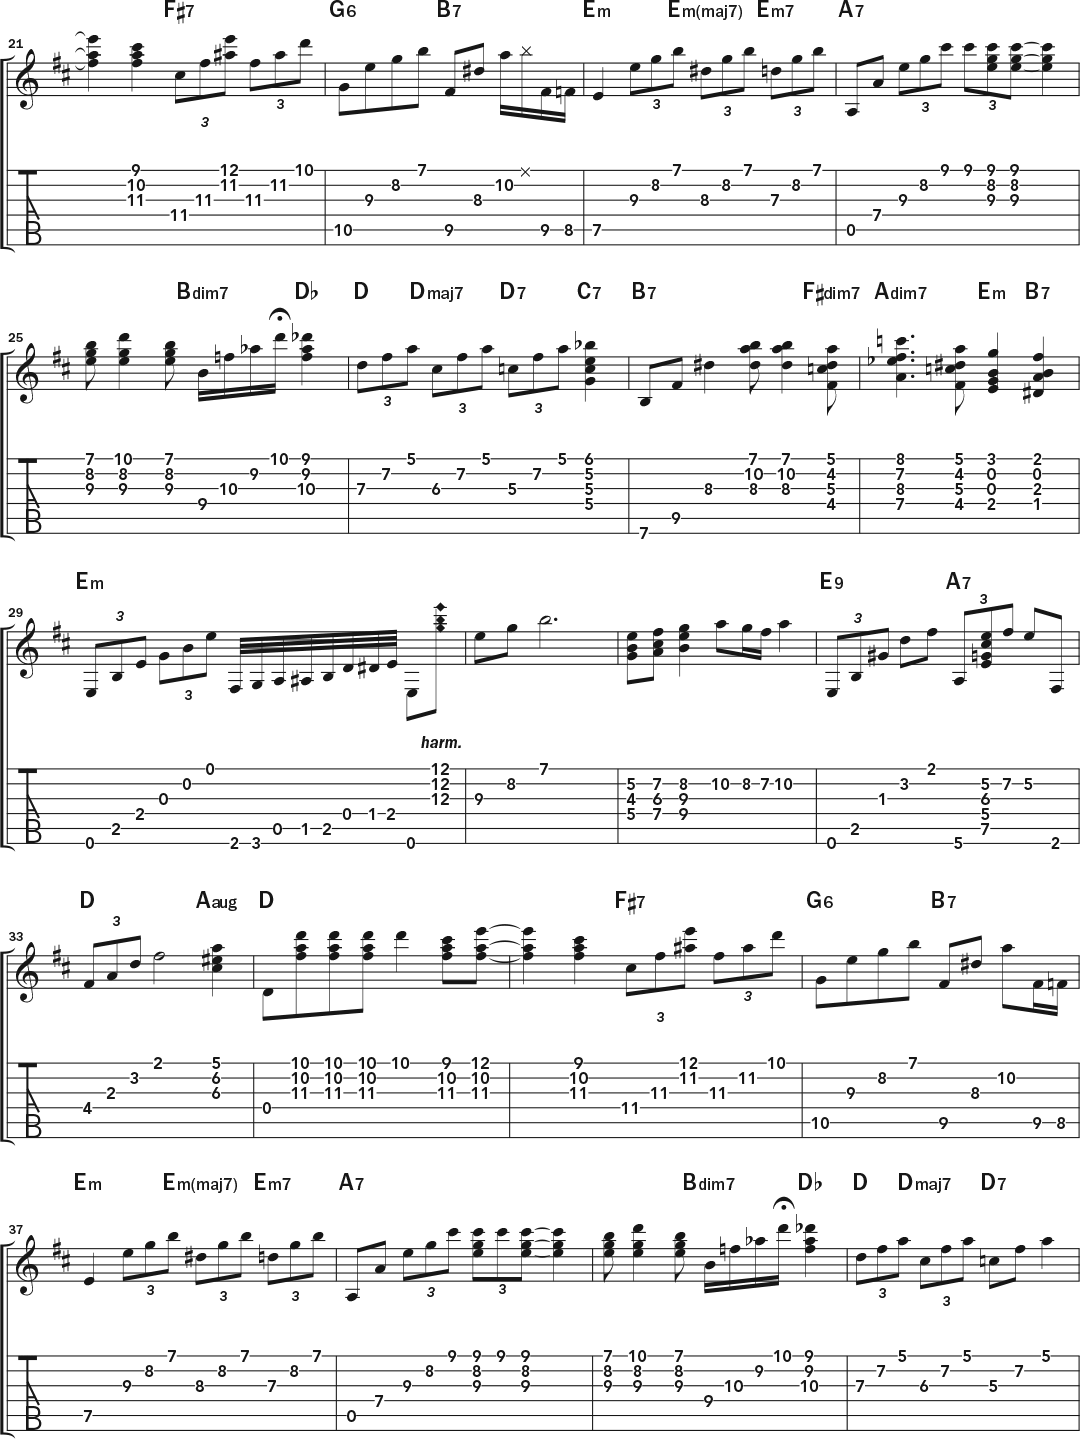 F♯7 G6 B7 Em Em(maj7) Em7 A7
21
3 3 3 3 3 3 3
9 12 10 7 7 7 7 7 9 9 9 9
10 11 11 8 10 8 8 8 8 8 8
11 11 11 9 8 9 8 7 9 9 9
11 7
10 9 9 8 7 0
Bdim7 D♭ D Dmaj7 D7 C7 B7 F♯dim7 Adim7 Em B7
25
3 3 3
7 10 7 10 9 5 5 5 6 7 7 5 8 5 3 2
8 8 8 9 9 7 7 7 5 10 10 4 7 4 0 0
9 9 9 10 10 7 6 5 5 8 8 8 5 8 5 0 2
9 5 4 7 4 2 1
9
7
Em E9 A7
29
3 3 3 3
harm.
0 12 7 2
0 12 8 5 7 8 10 8 7 10 3 5 7 5
0 12 9 4 6 9 1 6
2 0 1 2 5 7 9 5
2 0 1 2 2 7
0 2 3 0 0 5 2
D Aaug D F♯7 G6 B7
33
3 3 3
2 5 10 10 10 10 9 12 9 12 10 7
3 6 10 10 10 10 10 10 11 11 8 10
2 6 11 11 11 11 11 11 11 11 9 8
4 0 11
10 9 9 8
Em Em(maj7) Em7 A7 Bdim7 D♭ D Dmaj7 D7
37
3 3 3 3 3 3 3
7 7 7 9 9 9 9 7 10 7 10 9 5 5 5
8 8 8 8 8 8 8 8 8 9 9 7 7 7
9 8 7 9 9 9 9 9 9 10 10 7 6 5
7 9
7 0